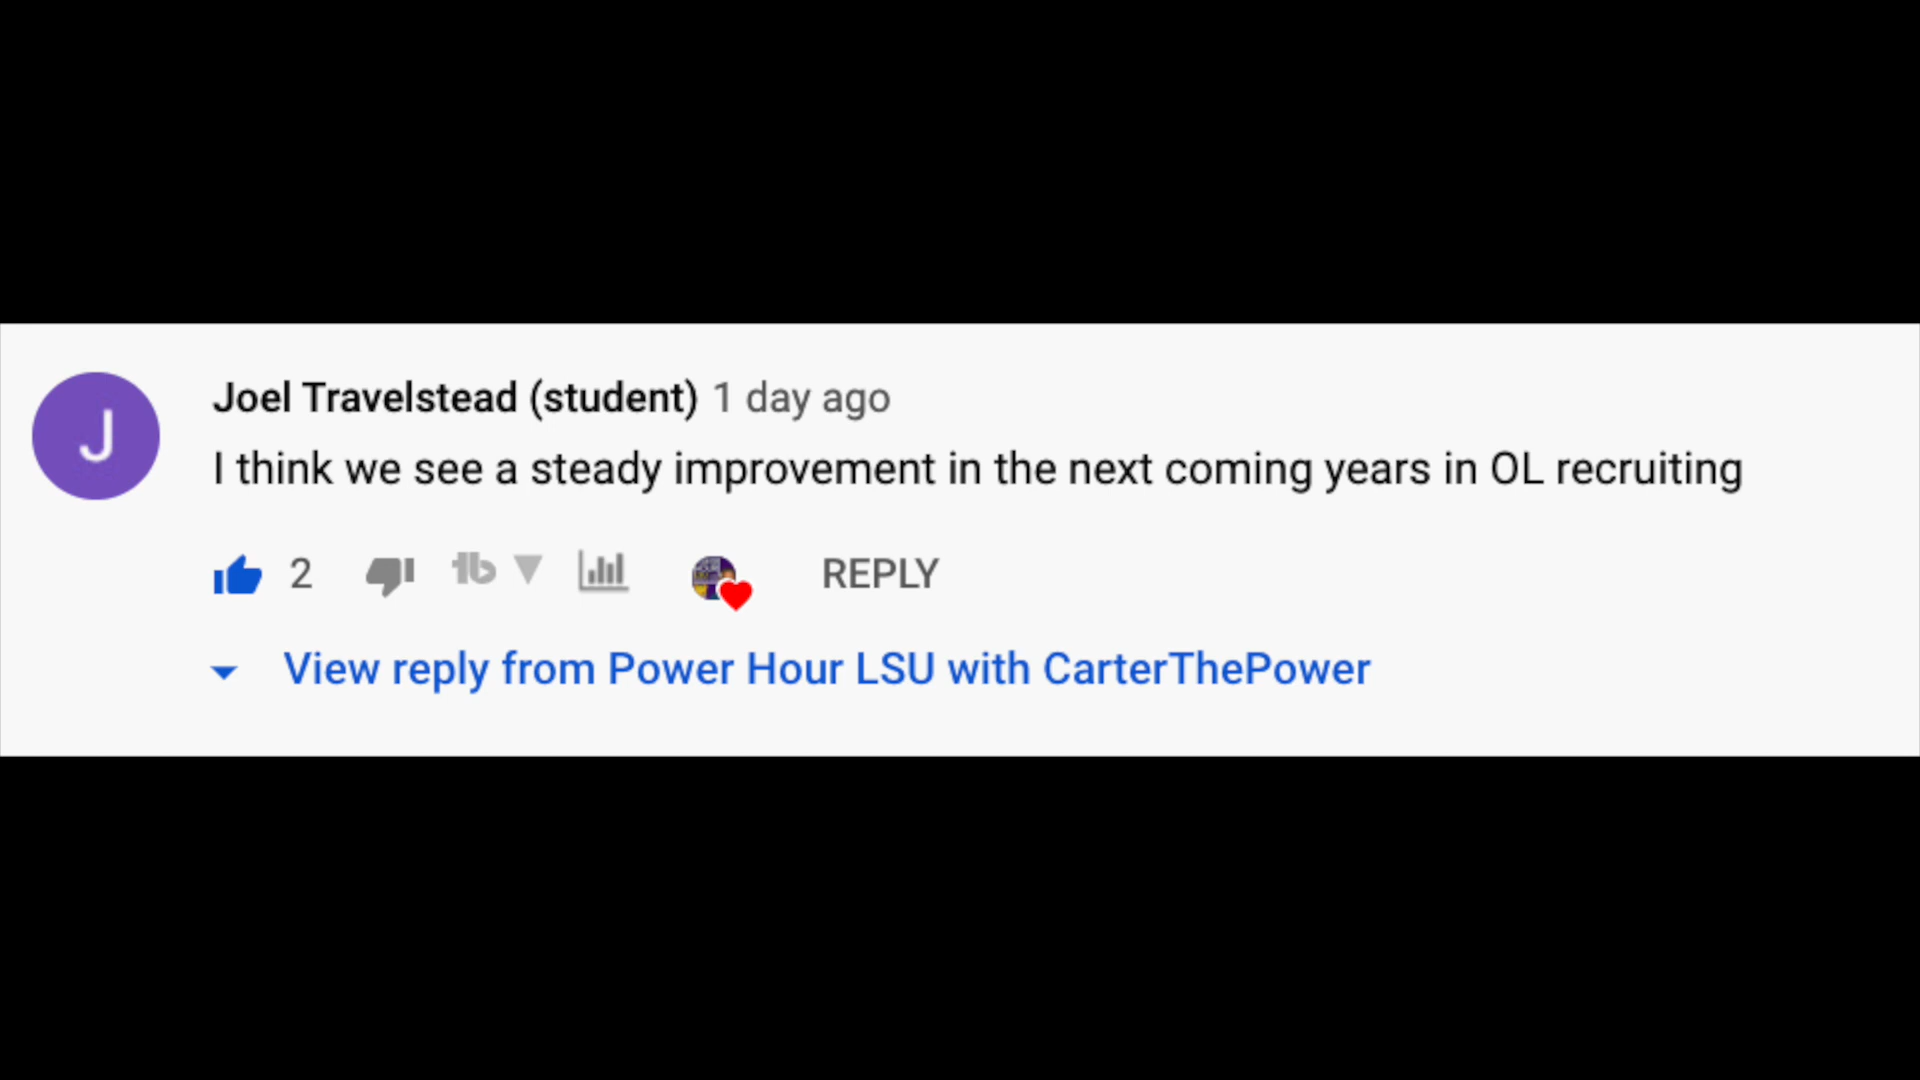 J
Joel Travelstead (student) 1 day ago
I think we see a steady improvement in the next coming years in OL recruiting
2 tb REPLY
View reply from Power Hour LSU with CarterThePower